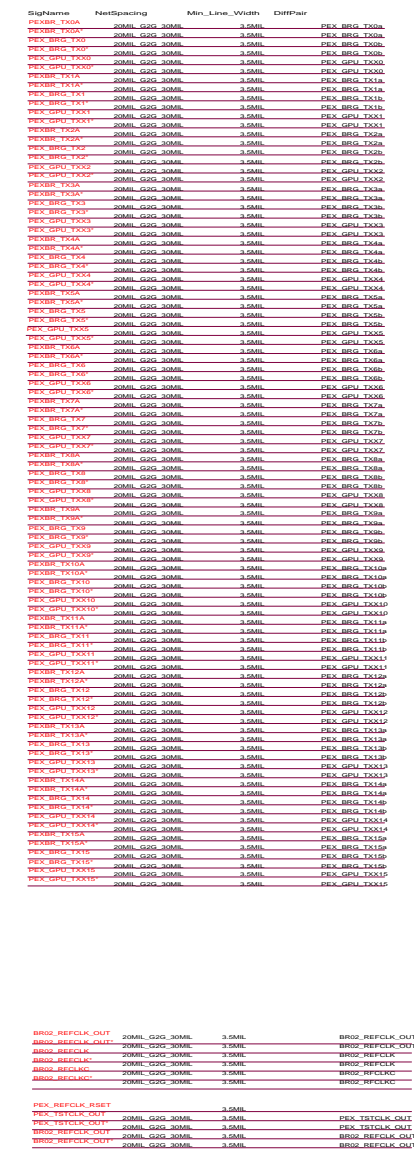 SigName NetSpacing Min_Line_Width DiffPair
PEXBR_TX0A 20MIL_G2G_30MIL 3.5MIL PEX_BRG_TX0a
PEXBR_TX0A* 20MIL_G2G_30MIL 3.5MIL PEX_BRG_TX0a
PEX_BRG_TX0 20MIL_G2G_30MIL 3.5MIL PEX_BRG_TX0b
PEX_BRG_TX0* 20MIL_G2G_30MIL 3.5MIL PEX_BRG_TX0b
PEX_GPU_TXX0 20MIL_G2G_30MIL 3.5MIL PEX_GPU_TXX0
PEX_GPU_TXX0* 20MIL_G2G_30MIL 3.5MIL PEX_GPU_TXX0
PEXBR_TX1A 20MIL_G2G_30MIL 3.5MIL PEX_BRG_TX1a
PEXBR_TX1A* 20MIL_G2G_30MIL 3.5MIL PEX_BRG_TX1a
PEX_BRG_TX1 20MIL_G2G_30MIL 3.5MIL PEX_BRG_TX1b
PEX_BRG_TX1* 20MIL_G2G_30MIL 3.5MIL PEX_BRG_TX1b
PEX_GPU_TXX1 20MIL_G2G_30MIL 3.5MIL PEX_GPU_TXX1
PEX_GPU_TXX1* 20MIL_G2G_30MIL 3.5MIL PEX_GPU_TXX1
PEXBR_TX2A 20MIL_G2G_30MIL 3.5MIL PEX_BRG_TX2a
PEXBR_TX2A* 20MIL_G2G_30MIL 3.5MIL PEX_BRG_TX2a
PEX_BRG_TX2 20MIL_G2G_30MIL 3.5MIL PEX_BRG_TX2b
PEX_BRG_TX2* 20MIL_G2G_30MIL 3.5MIL PEX_BRG_TX2b
PEX_GPU_TXX2 20MIL_G2G_30MIL 3.5MIL PEX_GPU_TXX2
PEX_GPU_TXX2* 20MIL_G2G_30MIL 3.5MIL PEX_GPU_TXX2
PEXBR_TX3A 20MIL_G2G_30MIL 3.5MIL PEX_BRG_TX3a
PEXBR_TX3A* 20MIL_G2G_30MIL 3.5MIL PEX_BRG_TX3a
PEX_BRG_TX3 20MIL_G2G_30MIL 3.5MIL PEX_BRG_TX3b
PEX_BRG_TX3* 20MIL_G2G_30MIL 3.5MIL PEX_BRG_TX3b
PEX_GPU_TXX3 20MIL_G2G_30MIL 3.5MIL PEX_GPU_TXX3
PEX_GPU_TXX3* 20MIL_G2G_30MIL 3.5MIL PEX_GPU_TXX3
PEXBR_TX4A 20MIL_G2G_30MIL 3.5MIL PEX_BRG_TX4a
PEXBR_TX4A* 20MIL_G2G_30MIL 3.5MIL PEX_BRG_TX4a
PEX_BRG_TX4 20MIL_G2G_30MIL 3.5MIL PEX_BRG_TX4b
PEX_BRG_TX4* 20MIL_G2G_30MIL 3.5MIL PEX_BRG_TX4b
PEX_GPU_TXX4 20MIL_G2G_30MIL 3.5MIL PEX_GPU_TXX4
PEX_GPU_TXX4* 20MIL_G2G_30MIL 3.5MIL PEX_GPU_TXX4
PEXBR_TX5A 20MIL_G2G_30MIL 3.5MIL PEX_BRG_TX5a
PEXBR_TX5A* 20MIL_G2G_30MIL 3.5MIL PEX_BRG_TX5a
PEX_BRG_TX5 20MIL_G2G_30MIL 3.5MIL PEX_BRG_TX5b
PEX_BRG_TX5* 20MIL_G2G_30MIL 3.5MIL PEX_BRG_TX5b
PEX_GPU_TXX5 20MIL_G2G_30MIL 3.5MIL PEX_GPU_TXX5
PEX_GPU_TXX5* 20MIL_G2G_30MIL 3.5MIL PEX_GPU_TXX5
PEXBR_TX6A 20MIL_G2G_30MIL 3.5MIL PEX_BRG_TX6a
PEXBR_TX6A* 20MIL_G2G_30MIL 3.5MIL PEX_BRG_TX6a
PEX_BRG_TX6 20MIL_G2G_30MIL 3.5MIL PEX_BRG_TX6b
PEX_BRG_TX6* 20MIL_G2G_30MIL 3.5MIL PEX_BRG_TX6b
PEX_GPU_TXX6 20MIL_G2G_30MIL 3.5MIL PEX_GPU_TXX6
PEX_GPU_TXX6* 20MIL_G2G_30MIL 3.5MIL PEX_GPU_TXX6
PEXBR_TX7A 20MIL_G2G_30MIL 3.5MIL PEX_BRG_TX7a
PEXBR_TX7A* 20MIL_G2G_30MIL 3.5MIL PEX_BRG_TX7a
PEX_BRG_TX7 20MIL_G2G_30MIL 3.5MIL PEX_BRG_TX7b
PEX_BRG_TX7* 20MIL_G2G_30MIL 3.5MIL PEX_BRG_TX7b
PEX_GPU_TXX7 20MIL_G2G_30MIL 3.5MIL PEX_GPU_TXX7
PEX_GPU_TXX7* 20MIL_G2G_30MIL 3.5MIL PEX_GPU_TXX7
PEXBR_TX8A 20MIL_G2G_30MIL 3.5MIL PEX_BRG_TX8a
PEXBR_TX8A* 20MIL_G2G_30MIL 3.5MIL PEX_BRG_TX8a
PEX_BRG_TX8 20MIL_G2G_30MIL 3.5MIL PEX_BRG_TX8b
PEX_BRG_TX8* 20MIL_G2G_30MIL 3.5MIL PEX_BRG_TX8b
PEX_GPU_TXX8 20MIL_G2G_30MIL 3.5MIL PEX_GPU_TXX8
PEX_GPU_TXX8* 20MIL_G2G_30MIL 3.5MIL PEX_GPU_TXX8
PEXBR_TX9A 20MIL_G2G_30MIL 3.5MIL PEX_BRG_TX9a
PEXBR_TX9A* 20MIL_G2G_30MIL 3.5MIL PEX_BRG_TX9a
PEX_BRG_TX9 20MIL_G2G_30MIL 3.5MIL PEX_BRG_TX9b
PEX_BRG_TX9* 20MIL_G2G_30MIL 3.5MIL PEX_BRG_TX9b
PEX_GPU_TXX9 20MIL_G2G_30MIL 3.5MIL PEX_GPU_TXX9
PEX_GPU_TXX9* 20MIL_G2G_30MIL 3.5MIL PEX_GPU_TXX9
PEXBR_TX10A 20MIL_G2G_30MIL 3.5MIL PEX_BRG_TX10a
PEXBR_TX10A* 20MIL_G2G_30MIL 3.5MIL PEX_BRG_TX10a
PEX_BRG_TX10 20MIL_G2G_30MIL 3.5MIL PEX_BRG_TX10b
PEX_BRG_TX10* 20MIL_G2G_30MIL 3.5MIL PEX_BRG_TX10b
PEX_GPU_TXX10 20MIL_G2G_30MIL 3.5MIL PEX_GPU_TXX10
PEX_GPU_TXX10* 20MIL_G2G_30MIL 3.5MIL PEX_GPU_TXX10
PEXBR_TX11A 20MIL_G2G_30MIL 3.5MIL PEX_BRG_TX11a
PEXBR_TX11A* 20MIL_G2G_30MIL 3.5MIL PEX_BRG_TX11a
PEX_BRG_TX11 20MIL_G2G_30MIL 3.5MIL PEX_BRG_TX11b
PEX_BRG_TX11* 20MIL_G2G_30MIL 3.5MIL PEX_BRG_TX11b
PEX_GPU_TXX11 20MIL_G2G_30MIL 3.5MIL PEX_GPU_TXX11
PEX_GPU_TXX11* 20MIL_G2G_30MIL 3.5MIL PEX_GPU_TXX11
PEXBR_TX12A 20MIL_G2G_30MIL 3.5MIL PEX_BRG_TX12a
PEXBR_TX12A* 20MIL_G2G_30MIL 3.5MIL PEX_BRG_TX12a
PEX_BRG_TX12 20MIL_G2G_30MIL 3.5MIL PEX_BRG_TX12b
PEX_BRG_TX12* 20MIL_G2G_30MIL 3.5MIL PEX_BRG_TX12b
PEX_GPU_TXX12 20MIL_G2G_30MIL 3.5MIL PEX_GPU_TXX12
PEX_GPU_TXX12* 20MIL_G2G_30MIL 3.5MIL PEX_GPU_TXX12
PEXBR_TX13A 20MIL_G2G_30MIL 3.5MIL PEX_BRG_TX13a
PEXBR_TX13A* 20MIL_G2G_30MIL 3.5MIL PEX_BRG_TX13a
PEX_BRG_TX13 20MIL_G2G_30MIL 3.5MIL PEX_BRG_TX13b
PEX_BRG_TX13* 20MIL_G2G_30MIL 3.5MIL PEX_BRG_TX13b
PEX_GPU_TXX13 20MIL_G2G_30MIL 3.5MIL PEX_GPU_TXX13
PEX_GPU_TXX13* 20MIL_G2G_30MIL 3.5MIL PEX_GPU_TXX13
PEXBR_TX14A 20MIL_G2G_30MIL 3.5MIL PEX_BRG_TX14a
PEXBR_TX14A* 20MIL_G2G_30MIL 3.5MIL PEX_BRG_TX14a
PEX_BRG_TX14 20MIL_G2G_30MIL 3.5MIL PEX_BRG_TX14b
PEX_BRG_TX14* 20MIL_G2G_30MIL 3.5MIL PEX_BRG_TX14b
PEX_GPU_TXX14 20MIL_G2G_30MIL 3.5MIL PEX_GPU_TXX14
PEX_GPU_TXX14* 20MIL_G2G_30MIL 3.5MIL PEX_GPU_TXX14
PEXBR_TX15A 20MIL_G2G_30MIL 3.5MIL PEX_BRG_TX15a
PEXBR_TX15A* 20MIL_G2G_30MIL 3.5MIL PEX_BRG_TX15a
PEX_BRG_TX15 20MIL_G2G_30MIL 3.5MIL PEX_BRG_TX15b
PEX_BRG_TX15* 20MIL_G2G_30MIL 3.5MIL PEX_BRG_TX15b
PEX_GPU_TXX15 20MIL_G2G_30MIL 3.5MIL PEX_GPU_TXX15
PEX_GPU_TXX15* 20MIL_G2G_30MIL 3.5MIL PEX_GPU_TXX15
BR02_REFCLK_OUT 20MIL_G2G_30MIL 3.5MIL BR02_REFCLK_OUT
BR02_REFCLK_OUT* 20MIL_G2G_30MIL 3.5MIL BR02_REFCLK_OUT
BR02_REFCLK 20MIL_G2G_30MIL 3.5MIL BR02_REFCLK
BR02_REFCLK* 20MIL_G2G_30MIL 3.5MIL BR02_REFCLK
BR02_RFCLKC 20MIL_G2G_30MIL 3.5MIL BR02_RFCLKC
BR02_RFCLKC* 20MIL_G2G_30MIL 3.5MIL BR02_RFCLKC
PEX_REFCLK_RSET 3.5MIL
PEX_TSTCLK_OUT 20MIL_G2G_30MIL 3.5MIL PEX_TSTCLK_OUT
PEX_TSTCLK_OUT* 20MIL_G2G_30MIL 3.5MIL PEX_TSTCLK_OUT
BR02_REFCLK_OUT 20MIL_G2G_30MIL 3.5MIL BR02_REFCLK_OUT
BR02_REFCLK_OUT* 20MIL_G2G_30MIL 3.5MIL BR02_REFCLK_OUT